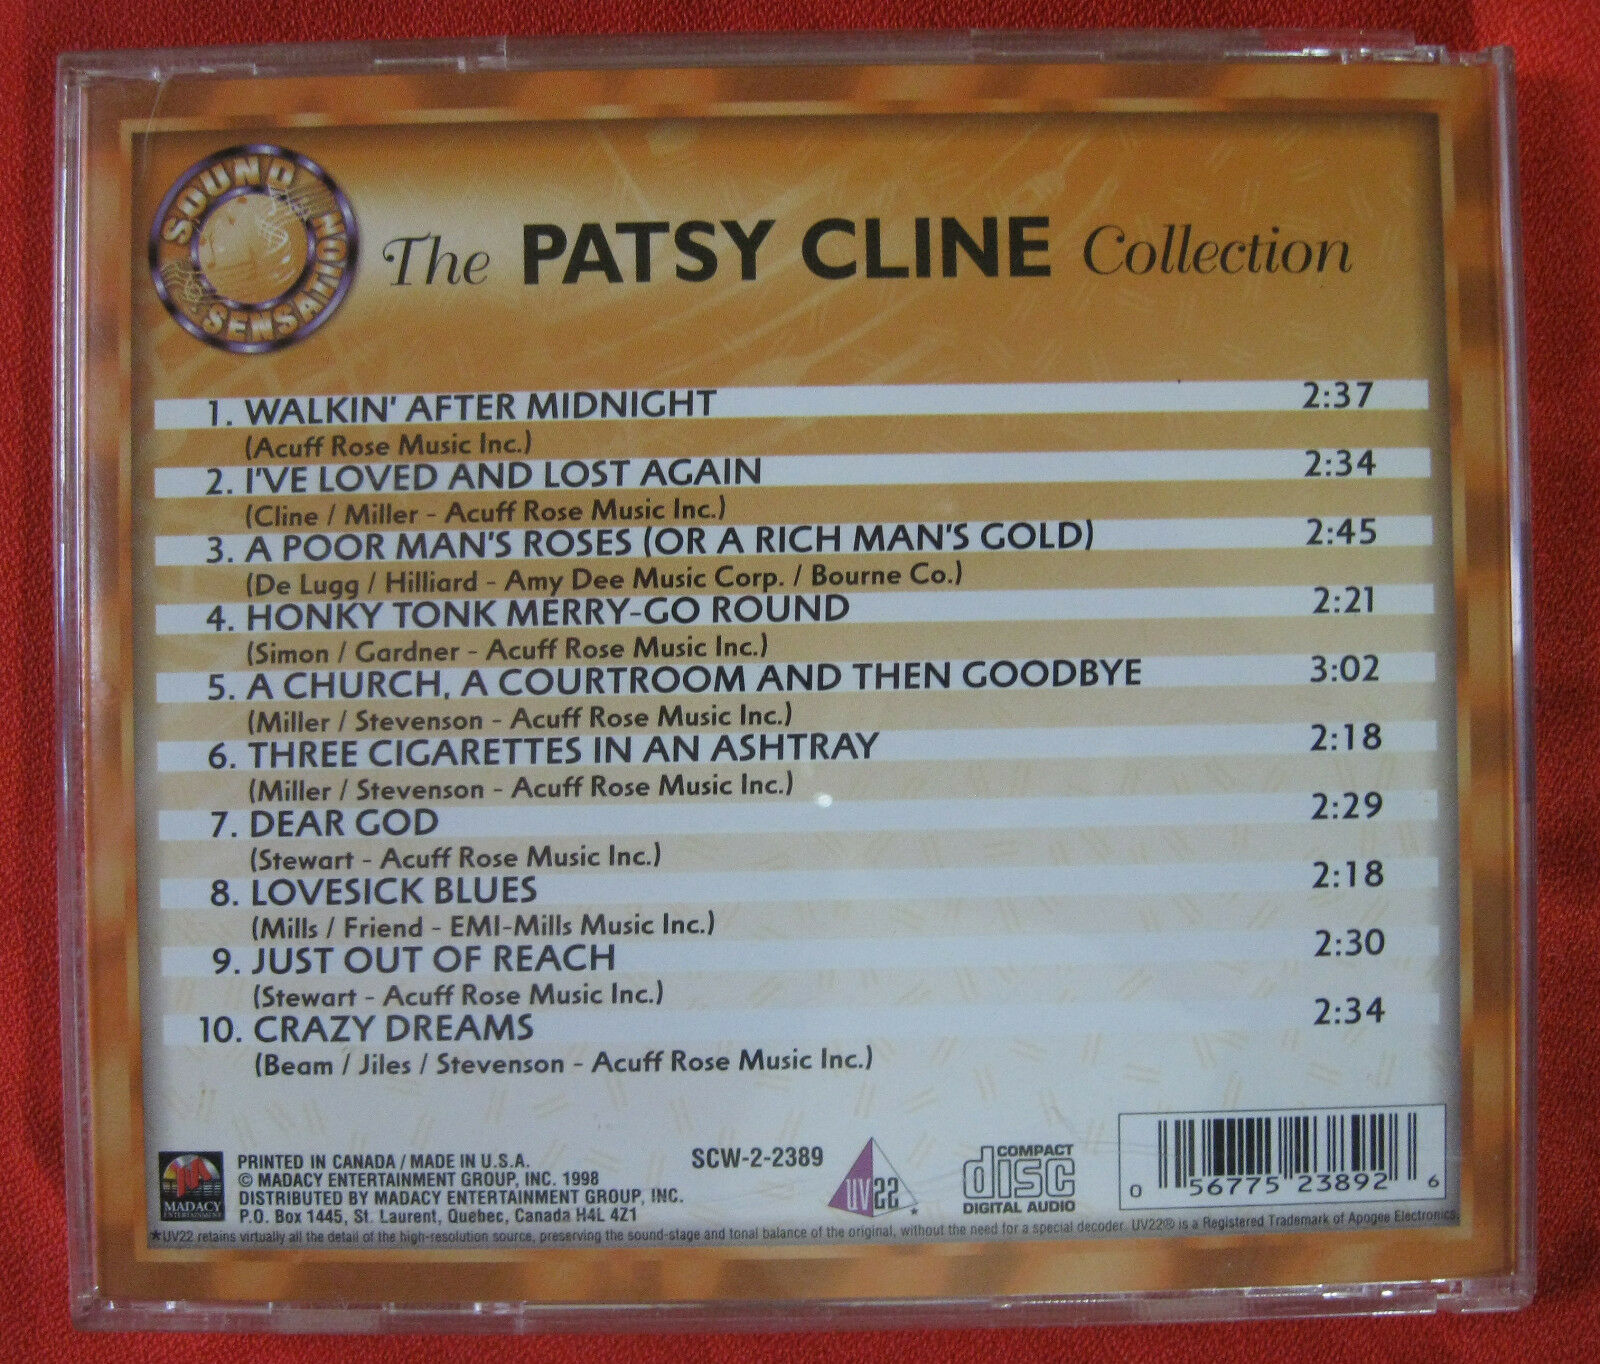 SOUND SENSATION
The PATSY CLINE Collection
1. WALKIN' AFTER MIDNIGHT 2:37
(Acuff Rose Music Inc.)
2. I'VE LOVED AND LOST AGAIN 2:34
(Cline / Miller - Acuff Rose Music Inc.)
3. A POOR MAN'S ROSES (OR A RICH MAN'S GOLD) 2:45
(De Lugg / Hilliard - Amy Dee Music Corp. / Bourne Co.)
4. HONKY TONK MERRY-GO ROUND 2:21
(Simon / Gardner - Acuff Rose Music Inc.)
5. A CHURCH, A COURTROOM AND THEN GOODBYE 3:02
(Miller / Stevenson - Acuff Rose Music Inc.)
6. THREE CIGARETTES IN AN ASHTRAY 2:18
(Miller / Stevenson - Acuff Rose Music Inc.)
7. DEAR GOD 2:29
(Stewart - Acuff Rose Music Inc.)
8. LOVESICK BLUES 2:18
(Mills / Friend - EMI-Mills Music Inc.)
9. JUST OUT OF REACH 2:30
(Stewart - Acuff Rose Music Inc.)
10. CRAZY DREAMS 2:34
(Beam / Jiles / Stevenson - Acuff Rose Music Inc.)
MADACY
ENTERTAINMENT
PRINTED IN CANADA / MADE IN U.S.A.
© MADACY ENTERTAINMENT GROUP, INC. 1998
DISTRIBUTED BY MADACY ENTERTAINMENT GROUP, INC.
P.O. Box 1445, St. Laurent, Quebec, Canada H4L 4Z1
SCW-2-2389
UV22 *
COMPACT
disc
DIGITAL AUDIO
0 56775 23892 6
*UV22 retains virtually all the detail of the high-resolution source, preserving the sound-stage and tonal balance of the original, without the need for a special decoder. UV22® is a Registered Trademark of Apogee Electronics.